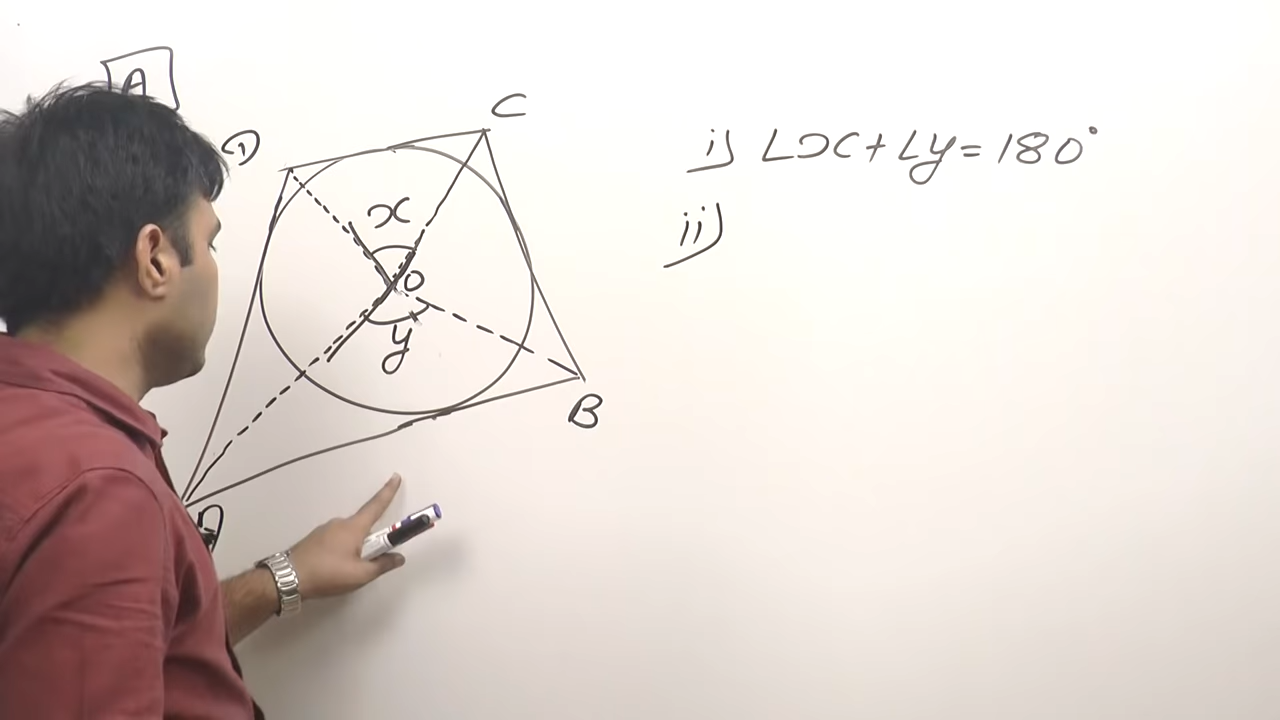 A
C
D
i) ∠x + ∠y = 180°
x
ii)
O
y
B
A